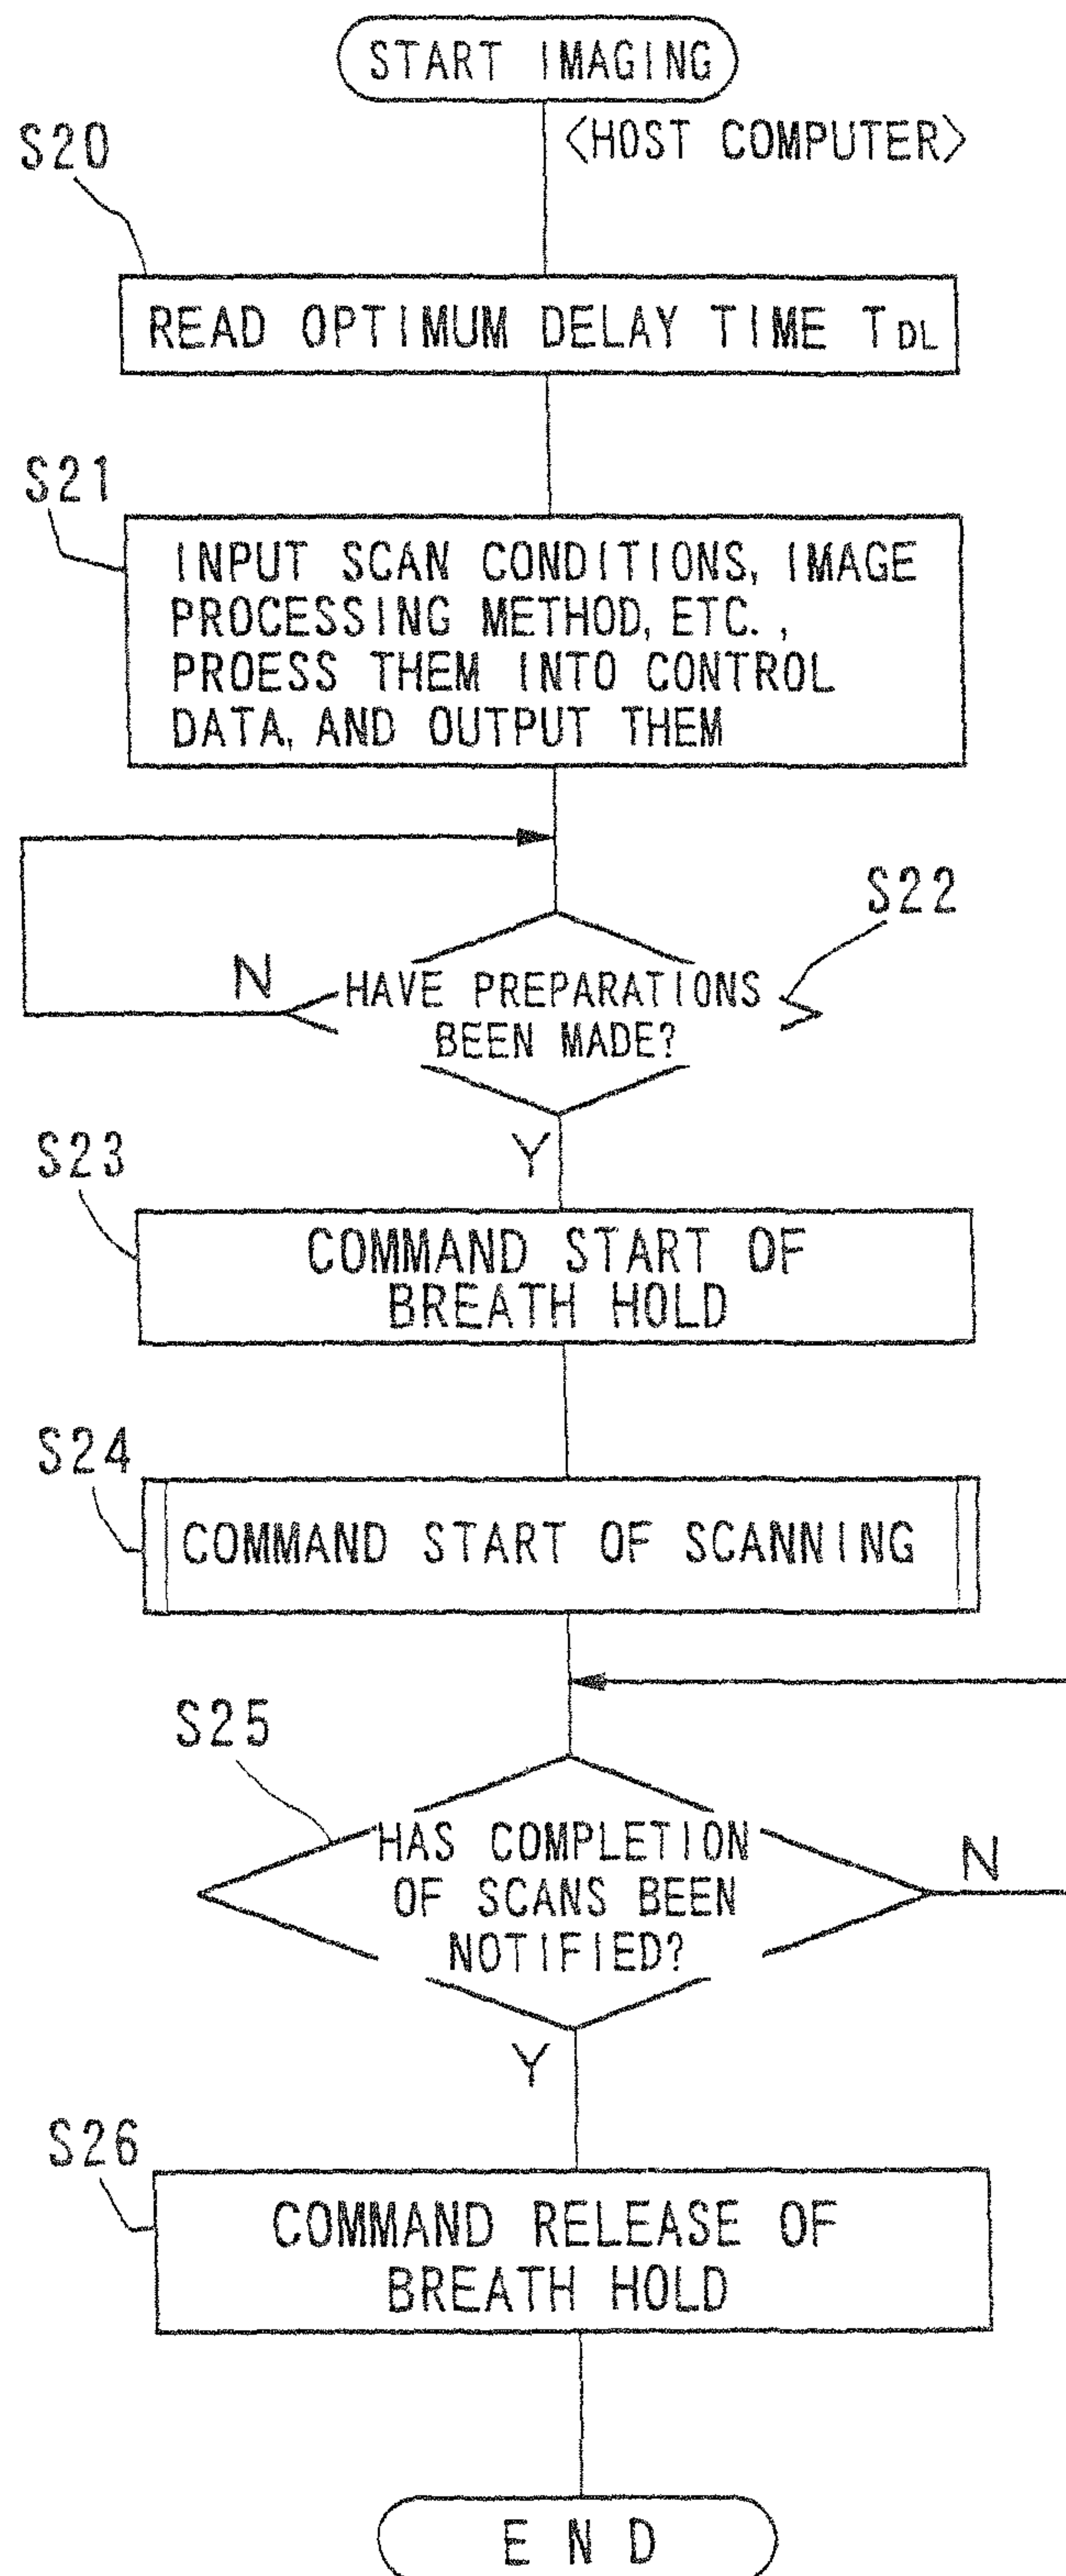 START IMAGING
<HOST COMPUTER>
S20
READ OPTIMUM DELAY TIME TDL
S21
INPUT SCAN CONDITIONS, IMAGE
PROCESSING METHOD, ETC.,
PROESS THEM INTO CONTROL
DATA, AND OUTPUT THEM
S22
N
HAVE PREPARATIONS
BEEN MADE?
Y
S23
COMMAND START OF
BREATH HOLD
S24
COMMAND START OF SCANNING
S25
HAS COMPLETION
OF SCANS BEEN
NOTIFIED?
N
Y
S26
COMMAND RELEASE OF
BREATH HOLD
END